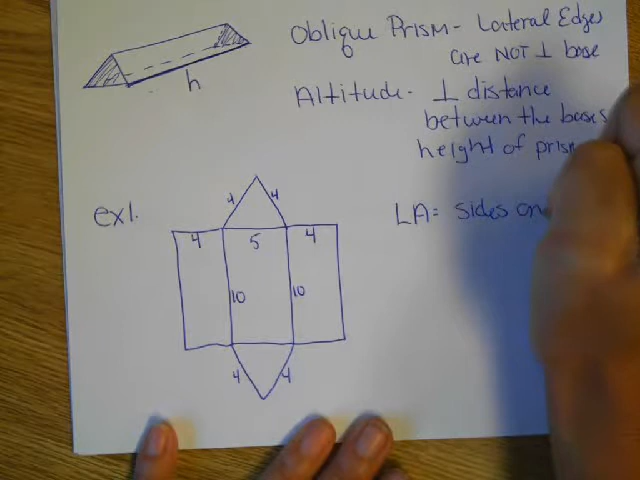 Oblique Prism - Lateral Edges
are NOT ⊥ base
h
Altitude - ⊥ distance
between the bases
height of prism
4 4
ex1.
LA= sides on
4 5 4
10 10
4 4